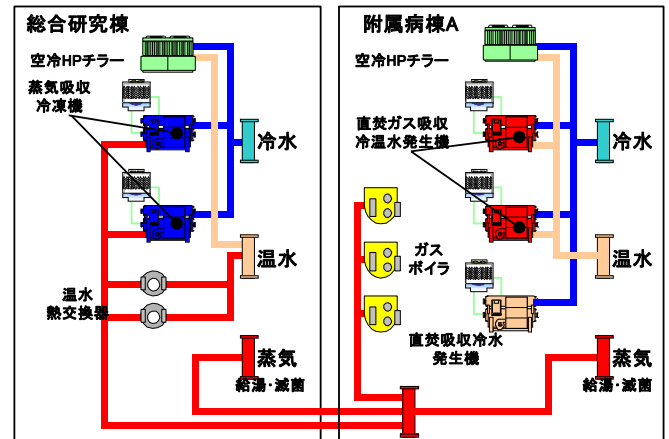 総合研究棟
空冷HPチラー
蒸気吸収
冷凍機
冷水
温水
温水
熱交換器
蒸気
給湯・滅菌
附属病棟A
空冷HPチラー
直焚ガス吸収
冷温水発生機
冷水
ガス
ボイラ
温水
直焚吸収冷水
発生機
蒸気
給湯・滅菌